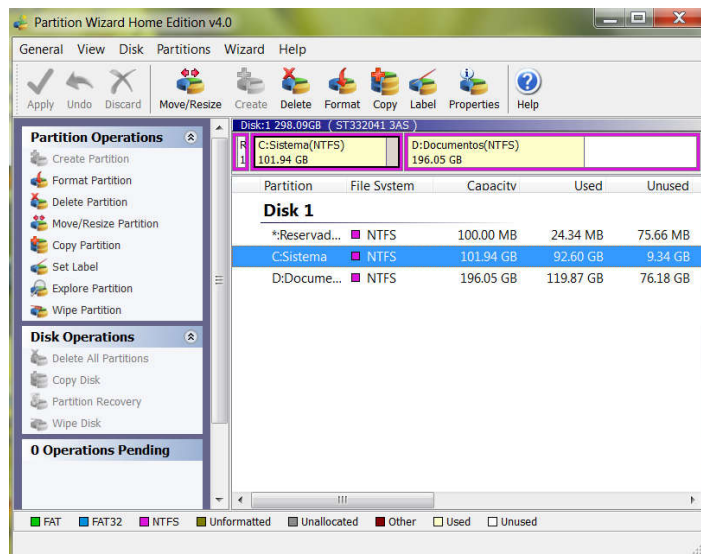 Partition Wizard Home Edition v4.0
General View Disk Partitions Wizard Help
Apply Undo Discard Move/Resize Create Delete Format Copy Label Properties Help
Partition Operations
Create Partition
Format Partition
Delete Partition
Move/Resize Partition
Copy Partition
Set Label
Explore Partition
Wipe Partition
Disk Operations
Delete All Partitions
Copy Disk
Partition Recovery
Wipe Disk
0 Operations Pending
Disk:1 298.09GB ( ST332041 3AS )
R C:Sistema(NTFS) D:Documentos(NTFS)
1 101.94 GB 196.05 GB
Partition File System Capacity Used Unused
Disk 1
*:Reservad... NTFS 100.00 MB 24.34 MB 75.66 MB
C:Sistema NTFS 101.94 GB 92.60 GB 9.34 GB
D:Docume... NTFS 196.05 GB 119.87 GB 76.18 GB
FAT FAT32 NTFS Unformatted Unallocated Other Used Unused